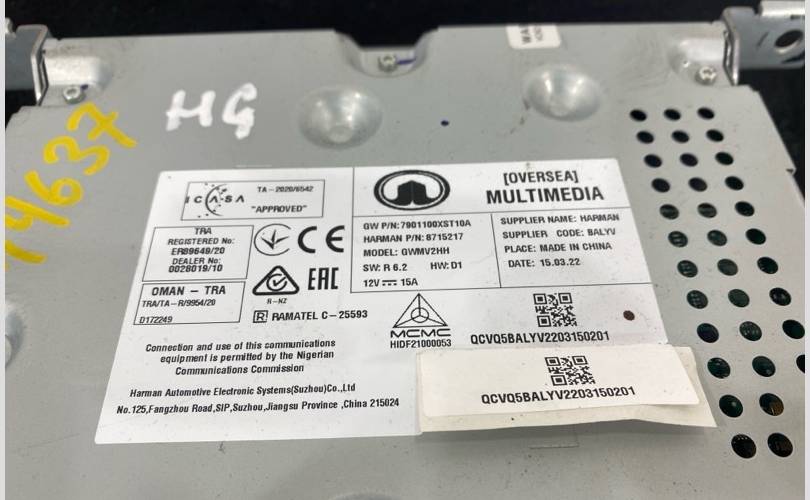 HG
14637
ICASA
TA-2020/6542
"APPROVED"
TRA
REGISTERED No:
ER89649/20
DEALER No:
0028019/10
OMAN - TRA
TRA/TA-R/9954/20
D172249
CE
R-NZ
EAC
R RAMATEL C-25593
[OVERSEA]
MULTIMEDIA
GW P/N:7901100XST10A
HARMAN P/N: 8715217
MODEL: GWMV2HH
SW: R 6.2 HW: D1
12V 15A
SUPPLIER NAME: HARMAN
SUPPLIER CODE: BALYV
PLACE: MADE IN CHINA
DATE: 15.03.22
MCMC
HIDF21000053
QCVQ5BALYV2203150201
QCVQ5BALYV2203150201
Connection and use of this communications
equipment is permitted by the Nigerian
Communications Commission
Harman Automotive Electronic Systems(Suzhou)Co.,Ltd
No.125,Fangzhou Road,SIP,Suzhou,Jiangsu Province ,China 215024